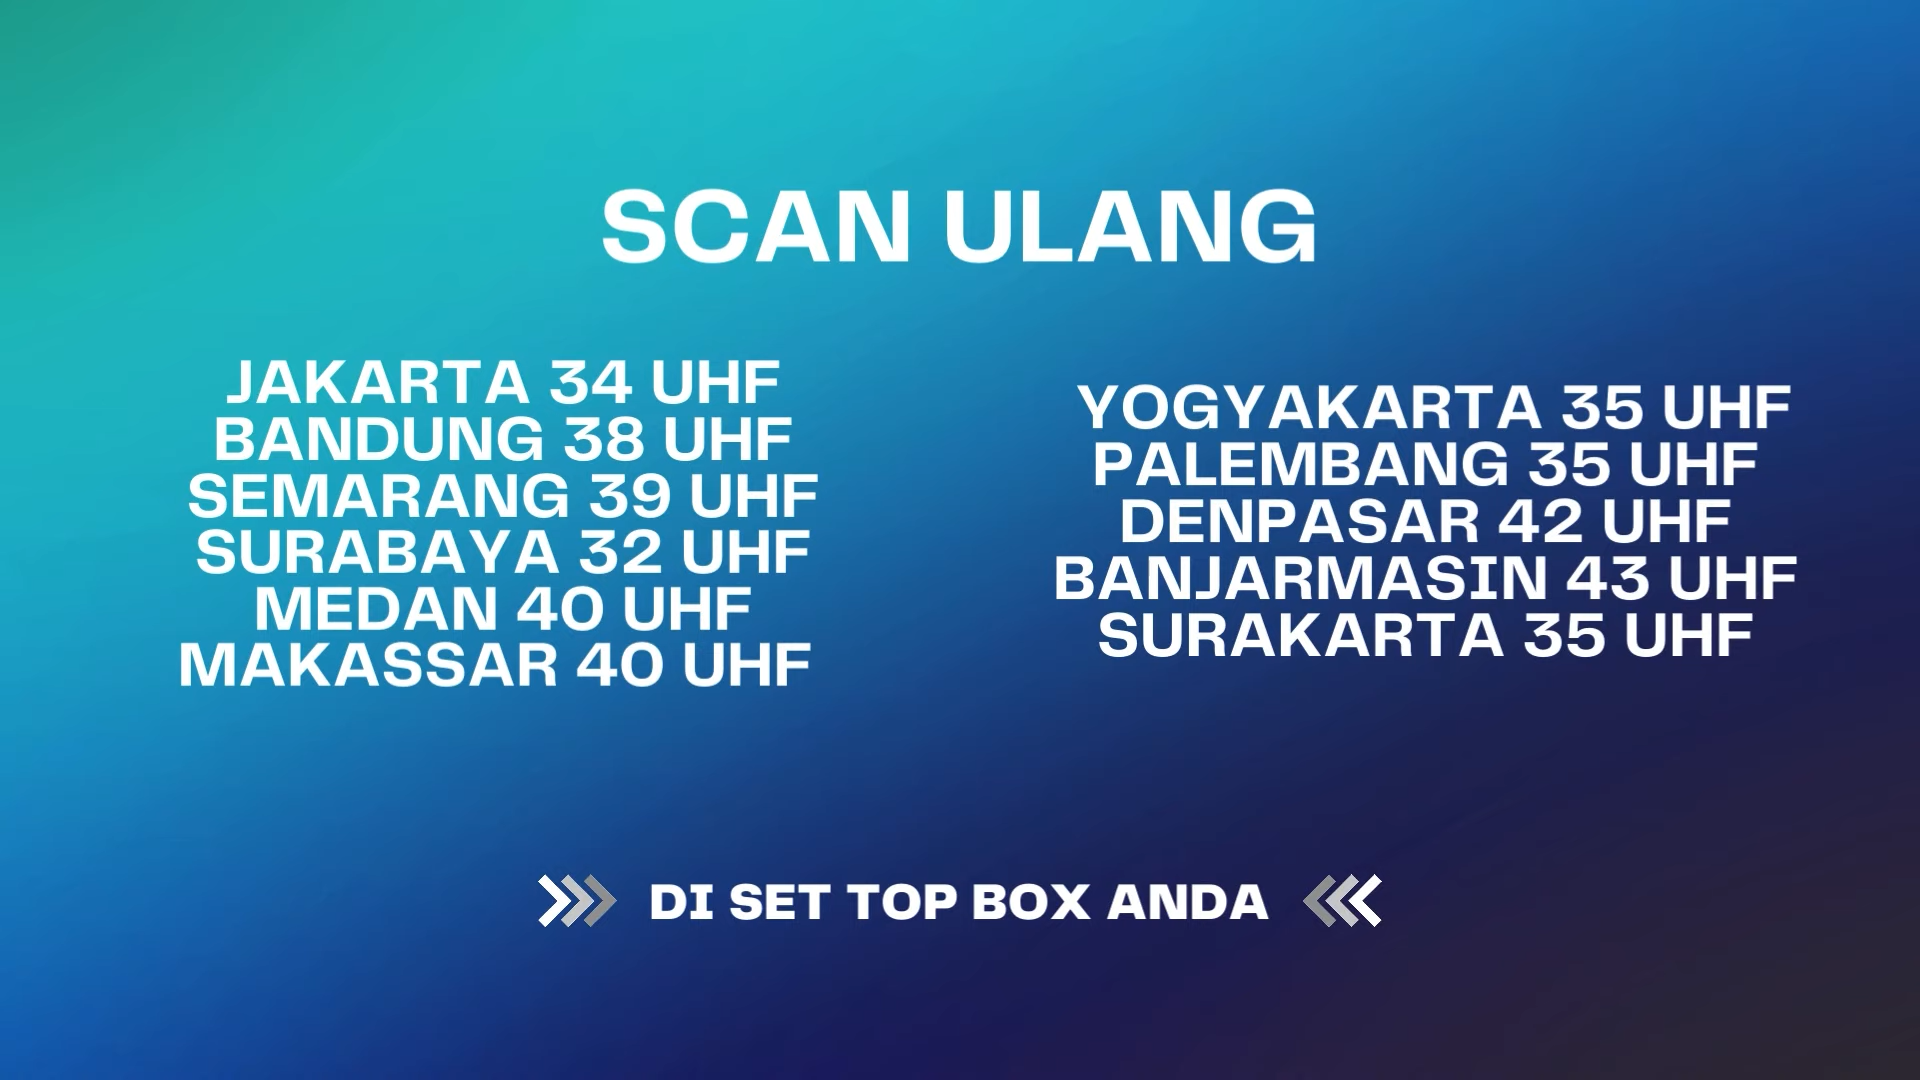 SCAN ULANG
JAKARTA 34 UHF
BANDUNG 38 UHF
SEMARANG 39 UHF
SURABAYA 32 UHF
MEDAN 40 UHF
MAKASSAR 40 UHF
YOGYAKARTA 35 UHF
PALEMBANG 35 UHF
DENPASAR 42 UHF
BANJARMASIN 43 UHF
SURAKARTA 35 UHF
DI SET TOP BOX ANDA